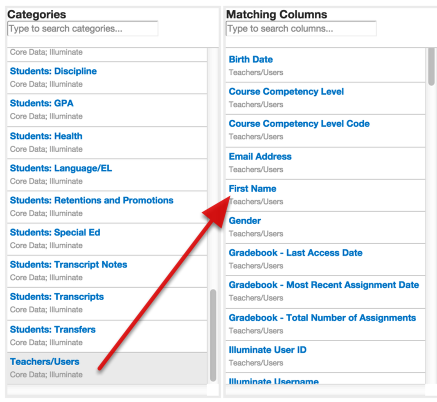 Categories
Type to search categories...
Core Data; Illuminate
Students: Discipline
Core Data; Illuminate
Students: GPA
Core Data; Illuminate
Students: Health
Core Data; Illuminate
Students: Language/EL
Core Data; Illuminate
Students: Retentions and Promotions
Core Data; Illuminate
Students: Special Ed
Core Data; Illuminate
Students: Transcript Notes
Core Data; Illuminate
Students: Transcripts
Core Data; Illuminate
Students: Transfers
Core Data; Illuminate
Teachers/Users
Core Data; Illuminate
Matching Columns
Type to search columns...
Birth Date
Teachers/Users
Course Competency Level
Teachers/Users
Course Competency Level Code
Teachers/Users
Email Address
Teachers/Users
First Name
Teachers/Users
Gender
Teachers/Users
Gradebook - Last Access Date
Teachers/Users
Gradebook - Most Recent Assignment Date
Teachers/Users
Gradebook - Total Number of Assignments
Teachers/Users
Illuminate User ID
Teachers/Users
Illuminate Username